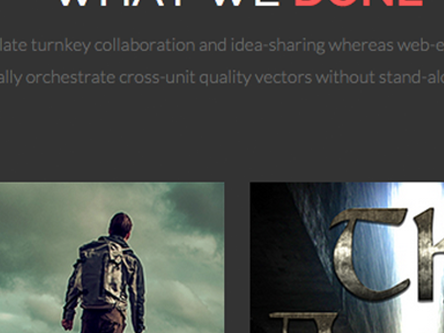 WHAT WE DONE
late turnkey collaboration and idea-sharing whereas web-e
ally orchestrate cross-unit quality vectors without stand-alo
Th